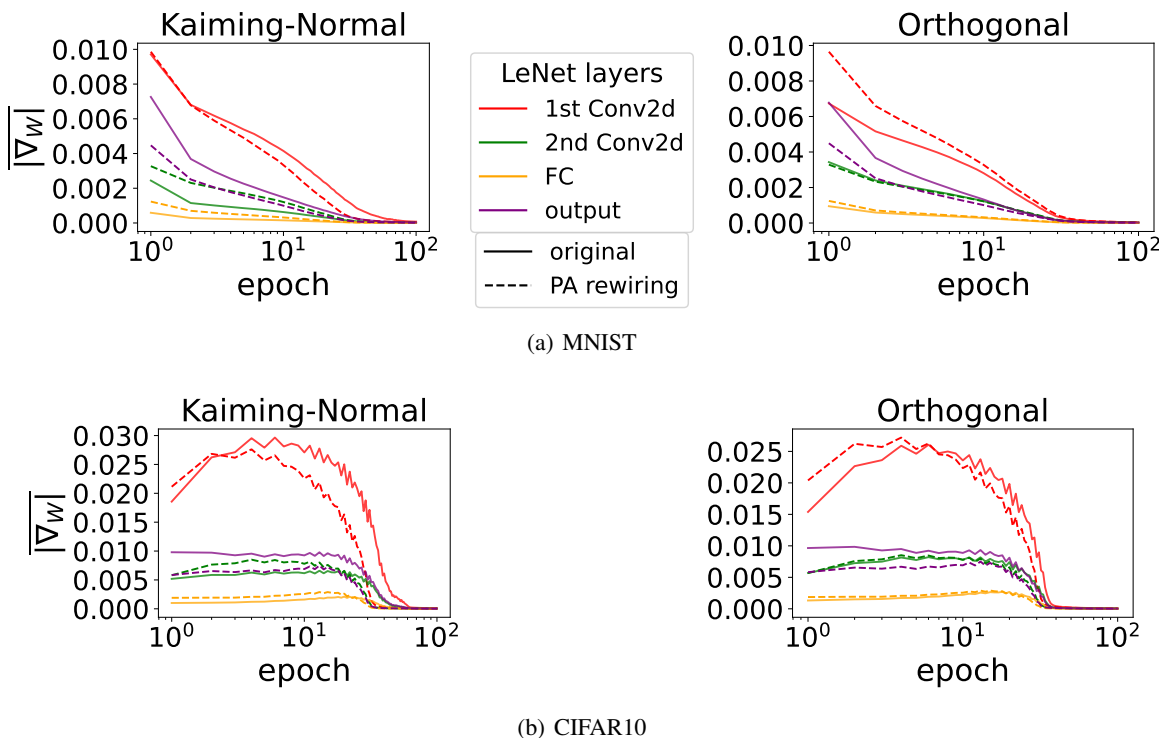 Kaiming-Normal
0.010
0.008
0.006
0.004
0.002
0.000
|∇W|
10⁰ 10¹ 10²
epoch
LeNet layers
1st Conv2d
2nd Conv2d
FC
output
original
PA rewiring
Orthogonal
0.010
0.008
0.006
0.004
0.002
0.000
10⁰ 10¹ 10²
epoch
(a) MNIST
Kaiming-Normal
0.030
0.025
0.020
0.015
0.010
0.005
0.000
|∇W|
10⁰ 10¹ 10²
epoch
Orthogonal
0.025
0.020
0.015
0.010
0.005
0.000
10⁰ 10¹ 10²
epoch
(b) CIFAR10